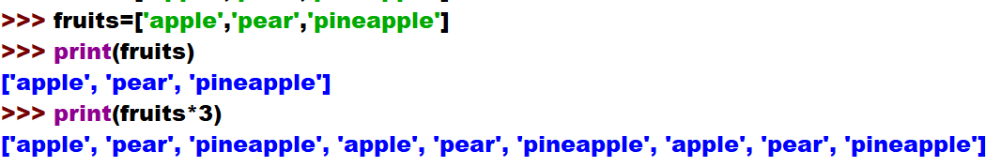 >>> fruits=['apple','pear','pineapple']
>>> print(fruits)
['apple', 'pear', 'pineapple']
>>> print(fruits*3)
['apple', 'pear', 'pineapple', 'apple', 'pear', 'pineapple', 'apple', 'pear', 'pineapple']